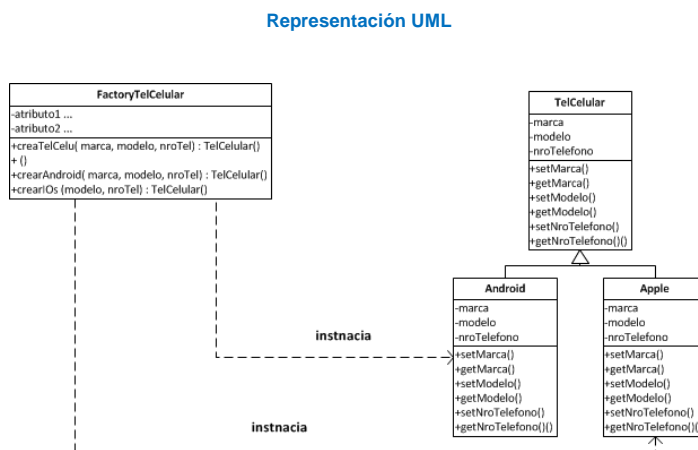 Representación UML
FactoryTelCelular
-atributo1 ...
-atributo2 ...
+creaTelCelu( marca, modelo, nroTel) : TelCelular()
+ ()
+crearAndroid( marca, modelo, nroTel) : TelCelular()
+crearIOs (modelo, nroTel) : TelCelular()
TelCelular
-marca
-modelo
-nroTelefono
+setMarca()
+getMarca()
+setModelo()
+getModelo()
+setNroTelefono()
+getNroTelefono()()
Android
-marca
-modelo
-nroTelefono
+setMarca()
+getMarca()
+setModelo()
+getModelo()
+setNroTelefono()
+getNroTelefono()()
Apple
-marca
-modelo
-nroTelefono
+setMarca()
+getMarca()
+setModelo()
+getModelo()
+setNroTelefono()
+getNroTelefono()()
instnacia
instnacia